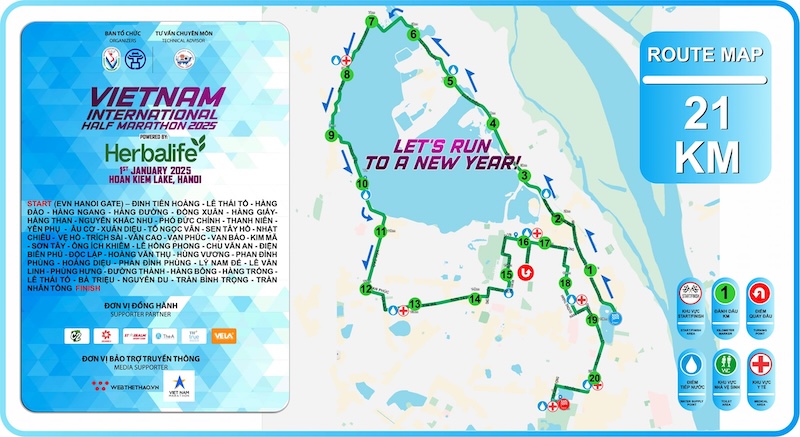 BAN TỔ CHỨC
ORGANIZERS
TƯ VẤN CHUYÊN MÔN
TECHNICAL ADVISOR
VIETNAM
INTERNATIONAL
HALF MARATHON 2025
POWERED BY:
Herbalife
1ST JANUARY 2025
HOAN KIEM LAKE, HANOI
START (EVN HANOI GATE) – ĐINH TIÊN HOÀNG - LÊ THÁI TỔ - HÀNG
ĐÀO - HÀNG NGANG - HÀNG ĐƯỜNG - ĐỒNG XUÂN - HÀNG GIẤY-
HÀNG THAN - NGUYỄN KHẮC NHU - PHÓ ĐỨC CHÍNH - THANH NIÊN -
YÊN PHỤ - ÂU CƠ - XUÂN DIỆU - TÔ NGỌC VÂN - SEN TÂY HỒ - NHẬT
CHIÊU - VỆ HỒ - TRÍCH SÀI - VĂN CAO - VẠN PHÚC - VẠN BẢO - KIM MÃ
- SƠN TÂY - ÔNG ÍCH KHIÊM - LÊ HỒNG PHONG - CHU VĂN AN - ĐIỆN
BIÊN PHỦ - ĐỘC LẬP - HOÀNG VĂN THỤ - HÙNG VƯƠNG - PHAN ĐÌNH
PHÙNG - HOÀNG DIỆU - PHAN ĐÌNH PHÙNG - LÝ NAM ĐẾ - LÊ VĂN
LINH - PHÙNG HƯNG - ĐƯỜNG THÀNH - HÀNG BÔNG - HÀNG TRỐNG -
LÊ THÁI TỔ - BÀ TRIỆU - NGUYỄN DU - TRẦN BÌNH TRỌNG - TRẦN
NHÂN TÔNG FINISH
ĐƠN VỊ ĐỒNG HÀNH
SUPPORTER PARTNER
VELA
ĐƠN VỊ BẢO TRỢ TRUYỀN THÔNG
MEDIA SUPPORTER
WEBTHETHAO.VN
VIET NAM
7
6
8
5
9
4
LET'S RUN
TO A NEW YEAR!
3
10
2
11
16
17
1
15
18
12
13
14
19
20
ROUTE MAP
21
KM
START/FINISH
1
KHU VỰC
START/FINISH
ĐÁNH DẤU
KM
ĐIỂM
QUAY ĐẦU
START/FINISH
AREA
KILOMETER
MARKER
TURNING
POINT
WC
ĐIỂM
TIẾP NƯỚC
KHU VỰC
NHÀ VỆ SINH
KHU VỰC
Y TẾ
WATER SUPPLY
POINT
TOILET
AREA
MEDICAL
AREA